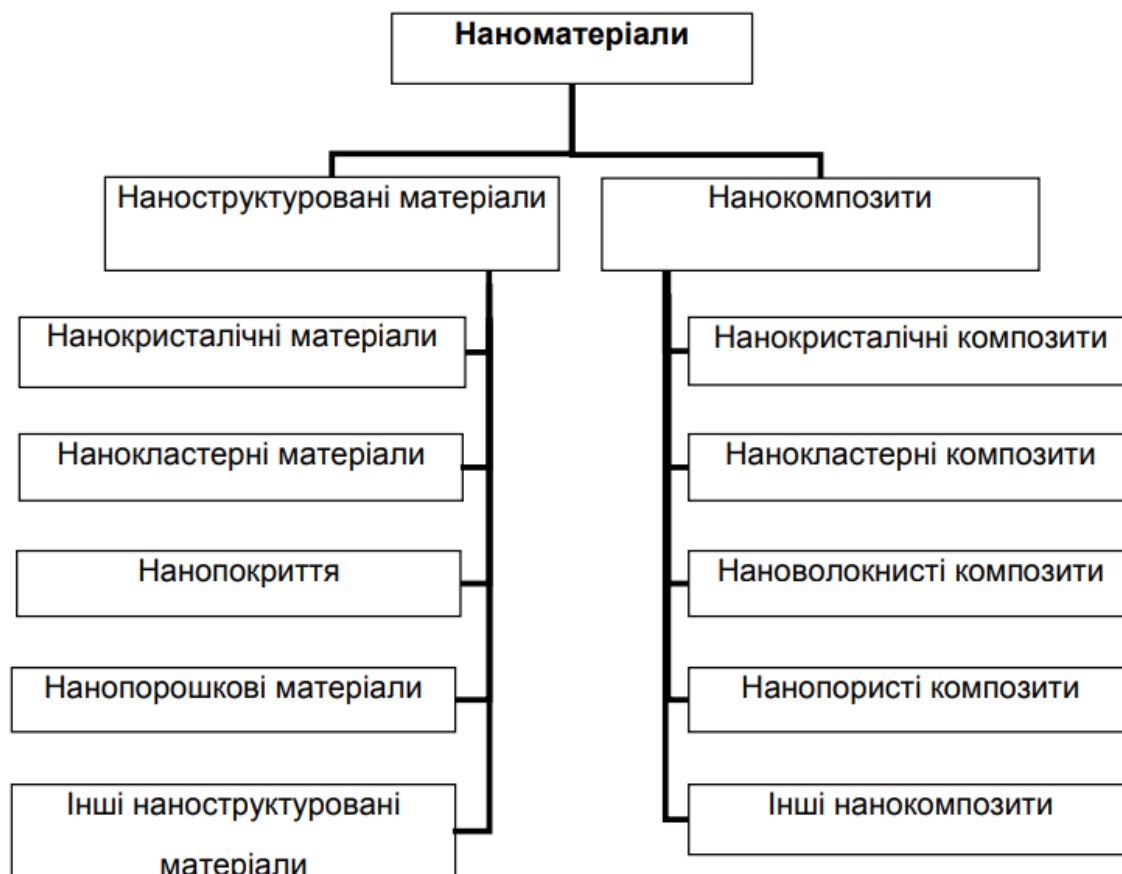 Наноматеріали
Наноструктуровані матеріали
Нанокомпозити
Нанокристалічні матеріали
Нанокристалічні композити
Нанокластерні матеріали
Нанокластерні композити
Нанопокриття
Нановолокнисті композити
Нанопорошкові матеріали
Нанопористі композити
Інші наноструктуровані
матеріали
Інші нанокомпозити